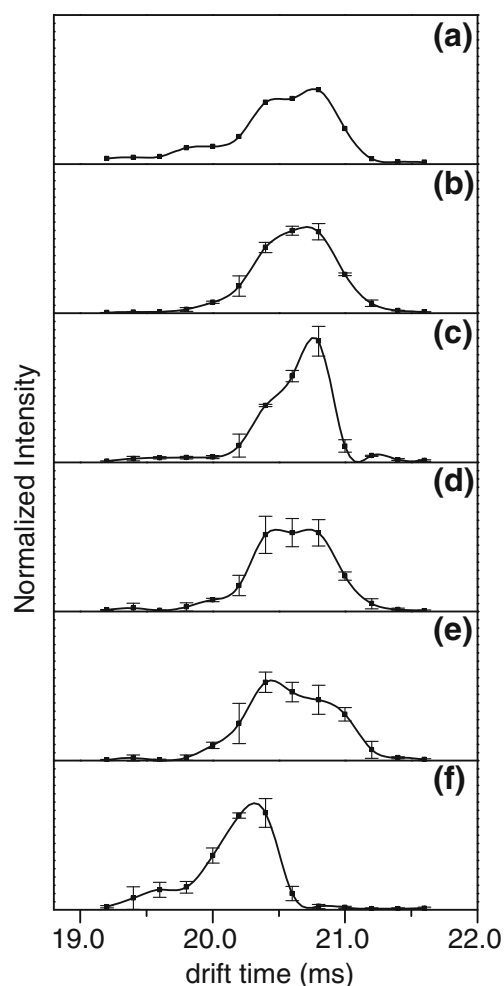 (a)
(b)
(c)
(d)
(e)
(f)
Normalized Intensity
19.0 20.0 21.0 22.0
drift time (ms)